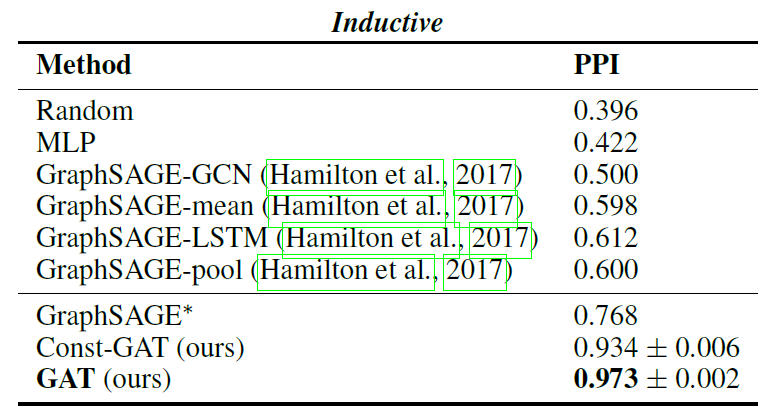 Inductive
Method PPI
Random 0.396
MLP 0.422
GraphSAGE-GCN (Hamilton et al., 2017) 0.500
GraphSAGE-mean (Hamilton et al., 2017) 0.598
GraphSAGE-LSTM (Hamilton et al., 2017) 0.612
GraphSAGE-pool (Hamilton et al., 2017) 0.600
GraphSAGE* 0.768
Const-GAT (ours) 0.934 ± 0.006
GAT (ours) 0.973 ± 0.002